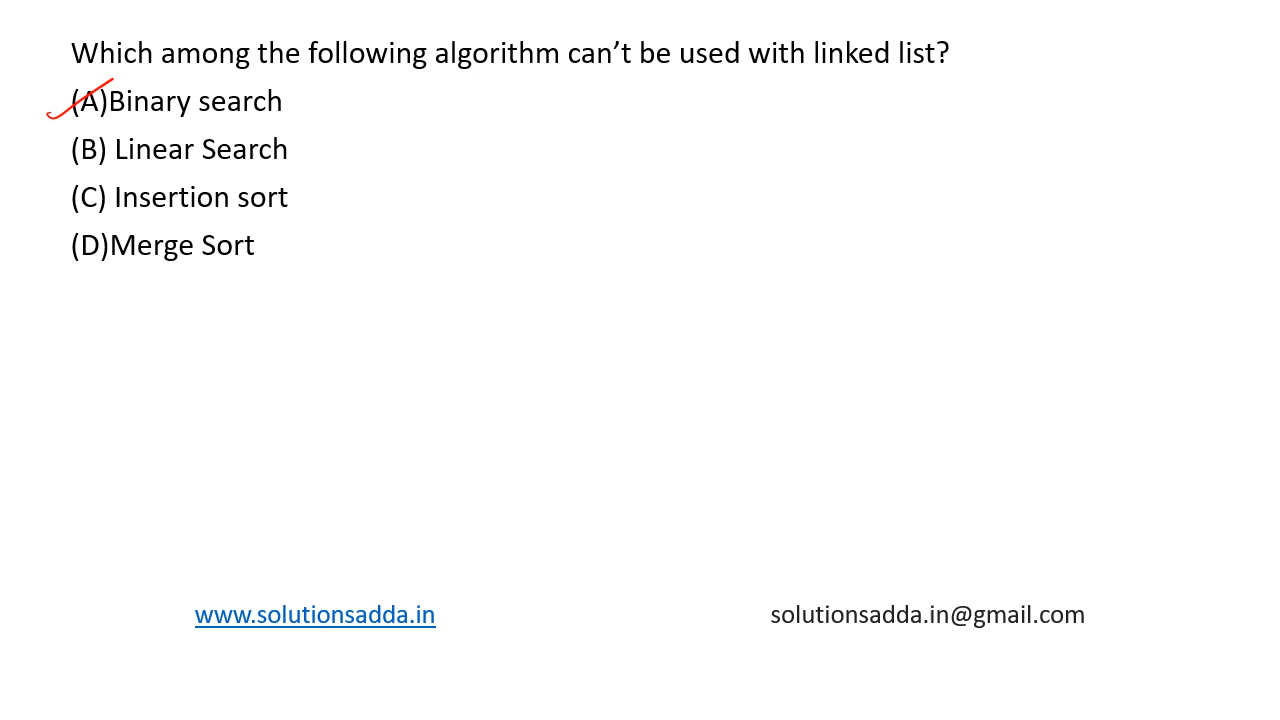 Which among the following algorithm can’t be used with linked list?
(A)Binary search
(B) Linear Search
(C) Insertion sort
(D)Merge Sort
www.solutionsadda.in
solutionsadda.in@gmail.com